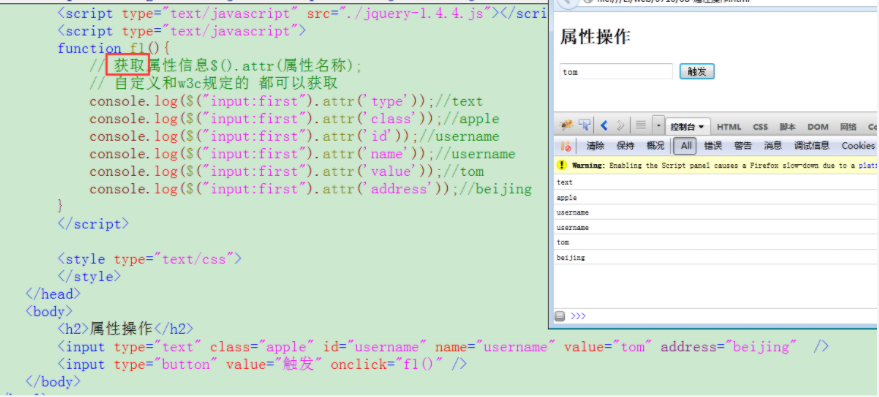 <script type="text/javascript" src="./jquery-1.4.4.js"></scri
<script type="text/javascript">
function f1(){
// 获取属性信息$().attr(属性名称);
// 自定义和w3c规定的 都可以获取
console.log($("input:first").attr('type'));//text
console.log($("input:first").attr('class'));//apple
console.log($("input:first").attr('id'));//username
console.log($("input:first").attr('name'));//username
console.log($("input:first").attr('value'));//tom
console.log($("input:first").attr('address'));//beijing
}
</script>
<style type="text/css">
</style>
</head>
<body>
<h2>属性操作</h2>
<input type="text" class="apple" id="username" name="username" value="tom" address="beijing" />
<input type="button" value="触发" onclick="f1()" />
</body>
属性操作
tom 触发
控制台 HTML CSS 脚本 DOM 网络 Co
清除 保持 概况 All 错误 警告 消息 调试信息 Cookies
Warning: Enabling the Script panel causes a Firefox slow-down due to a plat
text
apple
username
username
tom
beijing
>>>